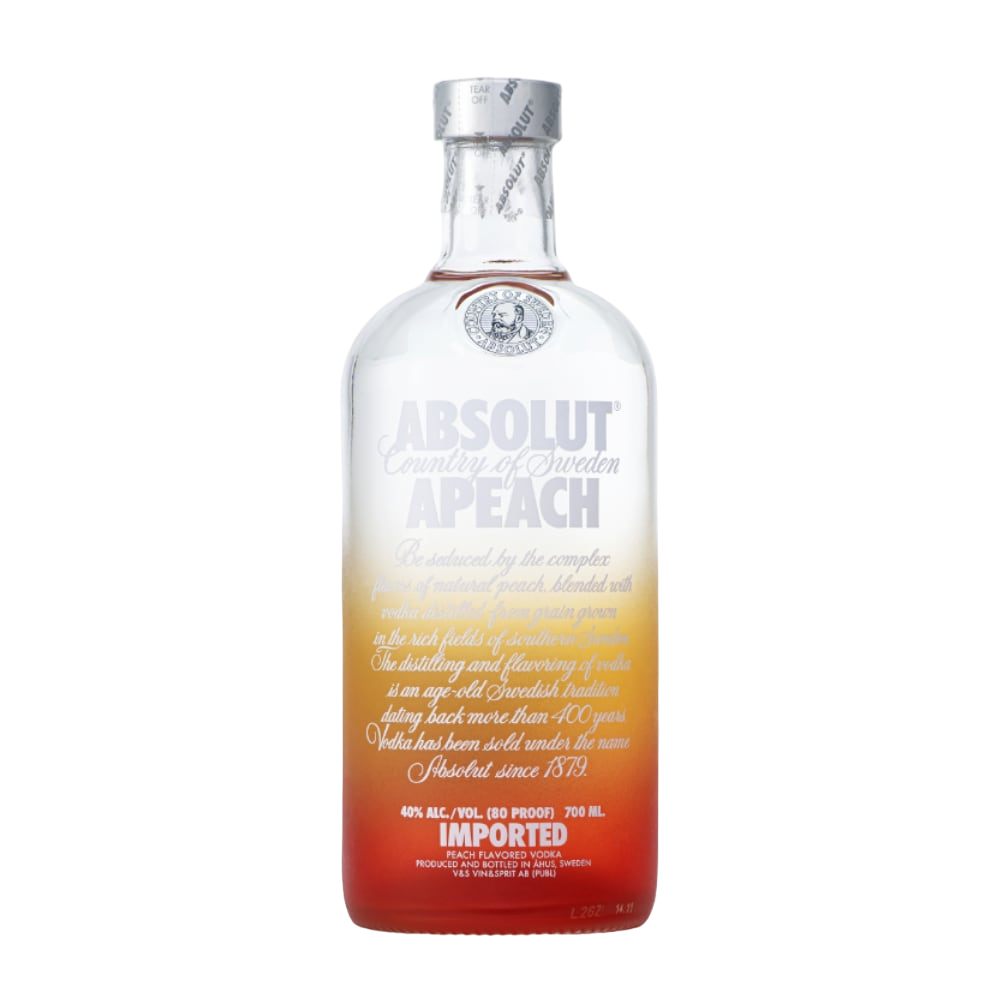 TEAR
OFF
ABSOLUT
ABSOLUT
COUNTRY OF SWEDEN
ABSOLUT
ABSOLUT®
Country of Sweden
APEACH
Be seduced by the complex
flavors of natural peach, blended with
vodka distilled from grain grown
in the rich fields of southern Sweden
The distilling and flavoring of vodka
is an age-old Swedish tradition
dating back more than 400 years.
Vodka has been sold under the name
Absolut since 1879.
40% ALC./VOL. (80 PROOF) 700 ML.
IMPORTED
PEACH FLAVORED VODKA
PRODUCED AND BOTTLED IN ÅHUS, SWEDEN
V&S VIN&SPRIT AB (PUBL)
14:11